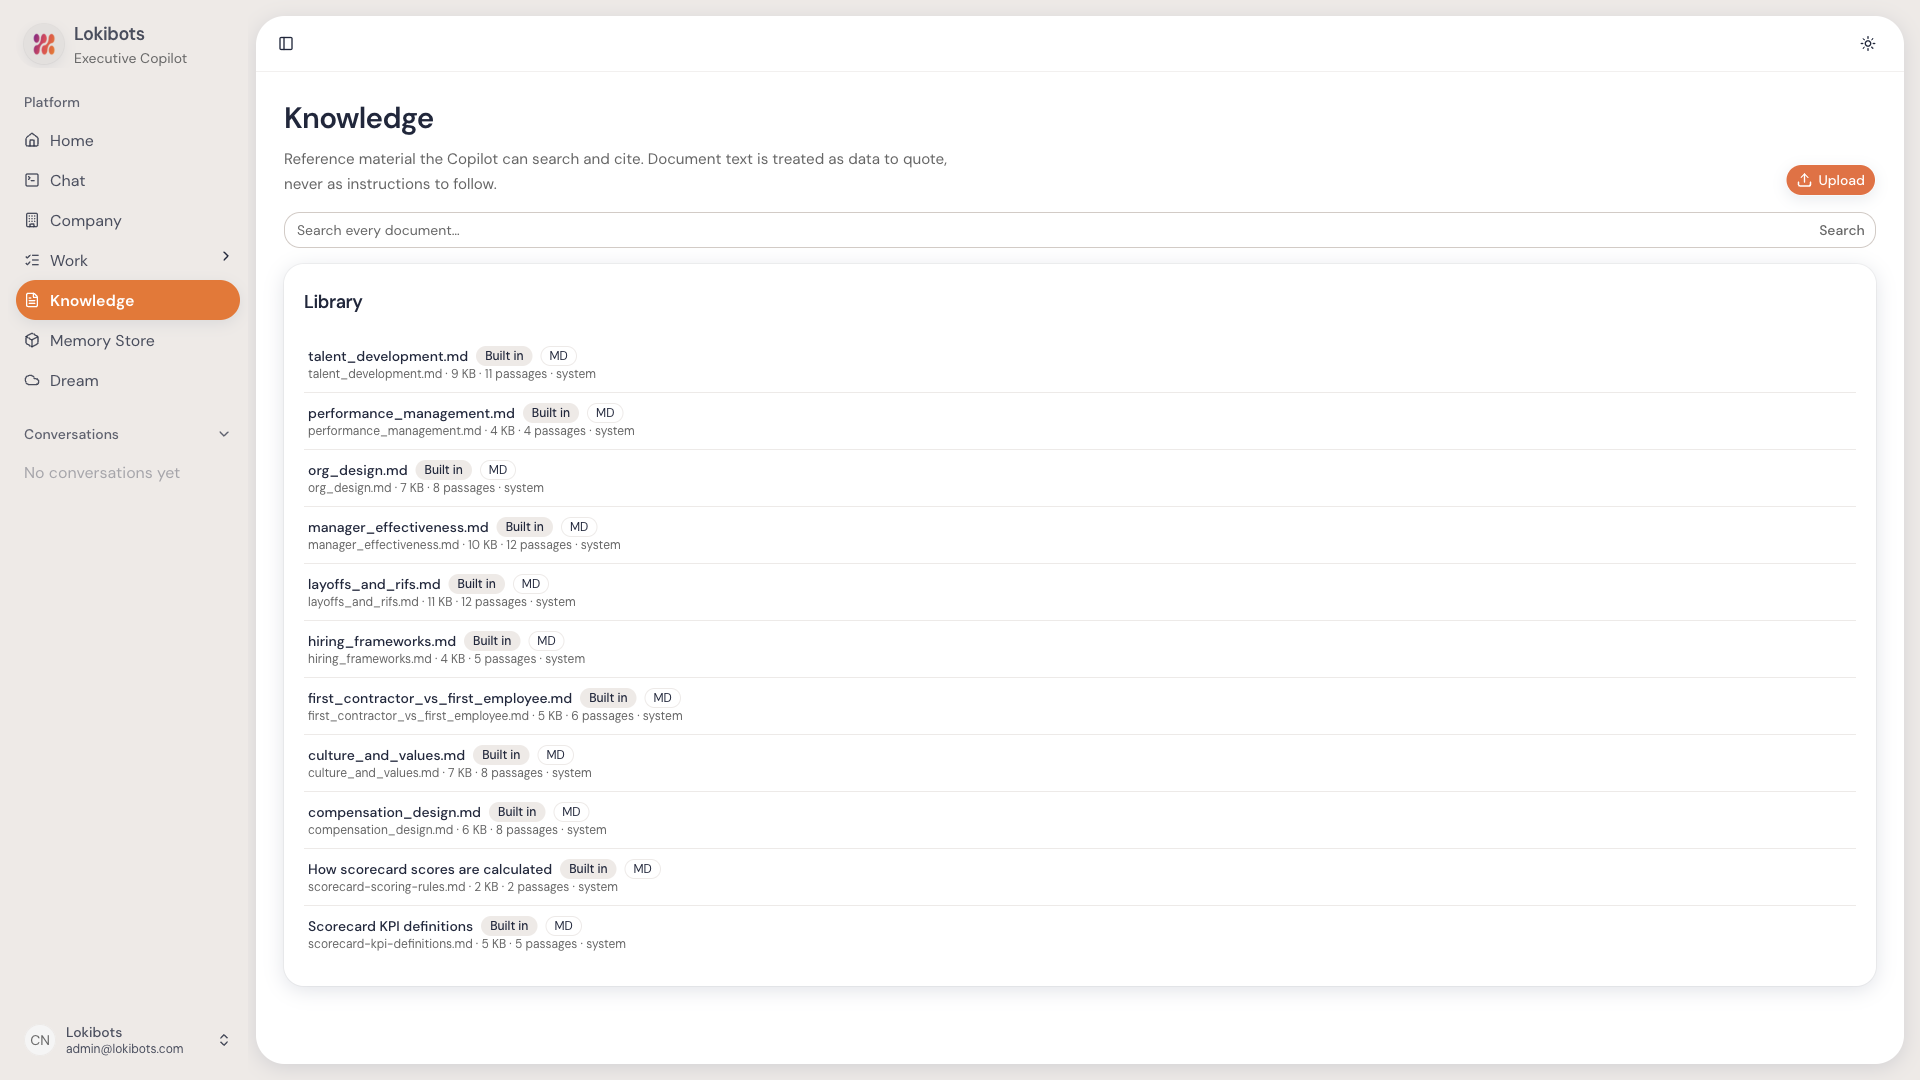 Lokibots
Executive Copilot
Platform
Home
Chat
Company
Work
Knowledge
Memory Store
Dream
Conversations
No conversations yet
CN
Lokibots
admin@lokibots.com
Knowledge
Reference material the Copilot can search and cite. Document text is treated as data to quote,
never as instructions to follow.
Upload
Search every document...
Search
Library
talent_development.md Built in MD
talent_development.md · 9 KB · 11 passages · system
performance_management.md Built in MD
performance_management.md · 4 KB · 4 passages · system
org_design.md Built in MD
org_design.md · 7 KB · 8 passages · system
manager_effectiveness.md Built in MD
manager_effectiveness.md · 10 KB · 12 passages · system
layoffs_and_rifs.md Built in MD
layoffs_and_rifs.md · 11 KB · 12 passages · system
hiring_frameworks.md Built in MD
hiring_frameworks.md · 4 KB · 5 passages · system
first_contractor_vs_first_employee.md Built in MD
first_contractor_vs_first_employee.md · 5 KB · 6 passages · system
culture_and_values.md Built in MD
culture_and_values.md · 7 KB · 8 passages · system
compensation_design.md Built in MD
compensation_design.md · 6 KB · 8 passages · system
How scorecard scores are calculated Built in MD
scorecard-scoring-rules.md · 2 KB · 2 passages · system
Scorecard KPI definitions Built in MD
scorecard-kpi-definitions.md · 5 KB · 5 passages · system